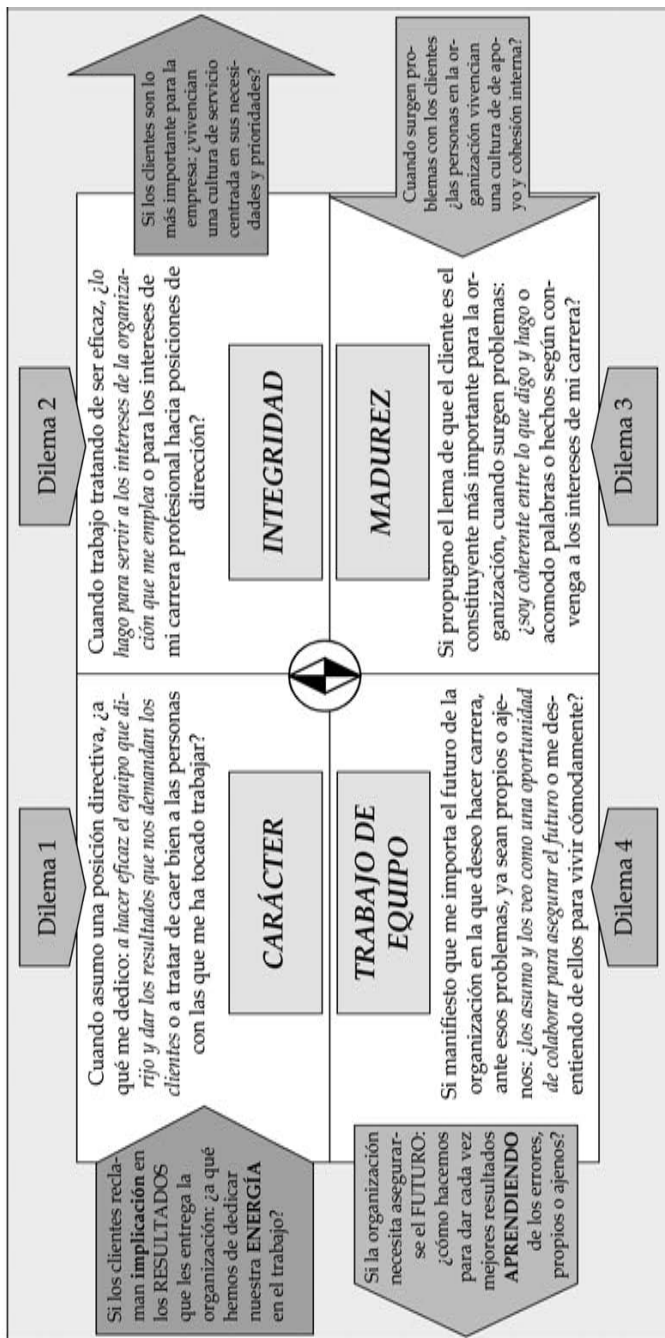 Dilema 1
Dilema 2
Si los clientes recla-
man implicación en
los RESULTADOS
que les entrega la
organización: ¿a qué
hemos de dedicar
nuestra ENERGÍA
en el trabajo?
Cuando asumo una posición directiva, ¿a
qué me dedico: a hacer eficaz el equipo que di-
rijo y dar los resultados que nos demandan los
clientes o a tratar de caer bien a las personas
con las que me ha tocado trabajar?
CARÁCTER
Cuando trabajo tratando de ser eficaz, ¿lo
hago para servir a los intereses de la organiza-
ción que me emplea o para los intereses de
mi carrera profesional hacia posiciones de
dirección?
INTEGRIDAD
Si los clientes son lo
más importante para la
empresa: ¿vivencian
una cultura de servicio
centrada en sus necesi-
dades y prioridades?
Si la organización
necesita asegurar-
se el FUTURO:
¿cómo hacemos
para dar cada vez
mejores resultados
APRENDIENDO
de los errores,
propios o ajenos?
TRABAJO DE
EQUIPO
Si manifiesto que me importa el futuro de la
organización en la que deseo hacer carrera,
ante esos problemas, ya sean propios o aje-
nos: ¿los asumo y los veo como una oportunidad
de colaborar para asegurar el futuro o me des-
entiendo de ellos para vivir cómodamente?
MADUREZ
Si propugno el lema de que el cliente es el
constituyente más importante para la or-
ganización, cuando surgen problemas:
¿soy coherente entre lo que digo y hago o
acomodo palabras o hechos según con-
venga a los intereses de mi carrera?
Cuando surgen pro-
blemas con los clientes
¿las personas en la or-
ganización vivencian
una cultura de de apo-
yo y cohesión interna?
Dilema 4
Dilema 3